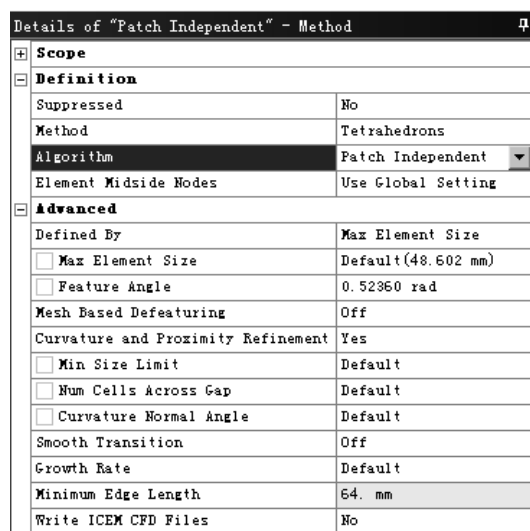 Details of "Patch Independent" - Method
Scope
Definition
Suppressed No
Method Tetrahedrons
Algorithm Patch Independent
Element Midside Nodes Use Global Setting
Advanced
Defined By Max Element Size
Max Element Size Default(48.602 mm)
Feature Angle 0.52360 rad
Mesh Based Defeaturing Off
Curvature and Proximity Refinement Yes
Min Size Limit Default
Num Cells Across Gap Default
Curvature Normal Angle Default
Smooth Transition Off
Growth Rate Default
Minimum Edge Length 64. mm
Write ICEM CFD Files No